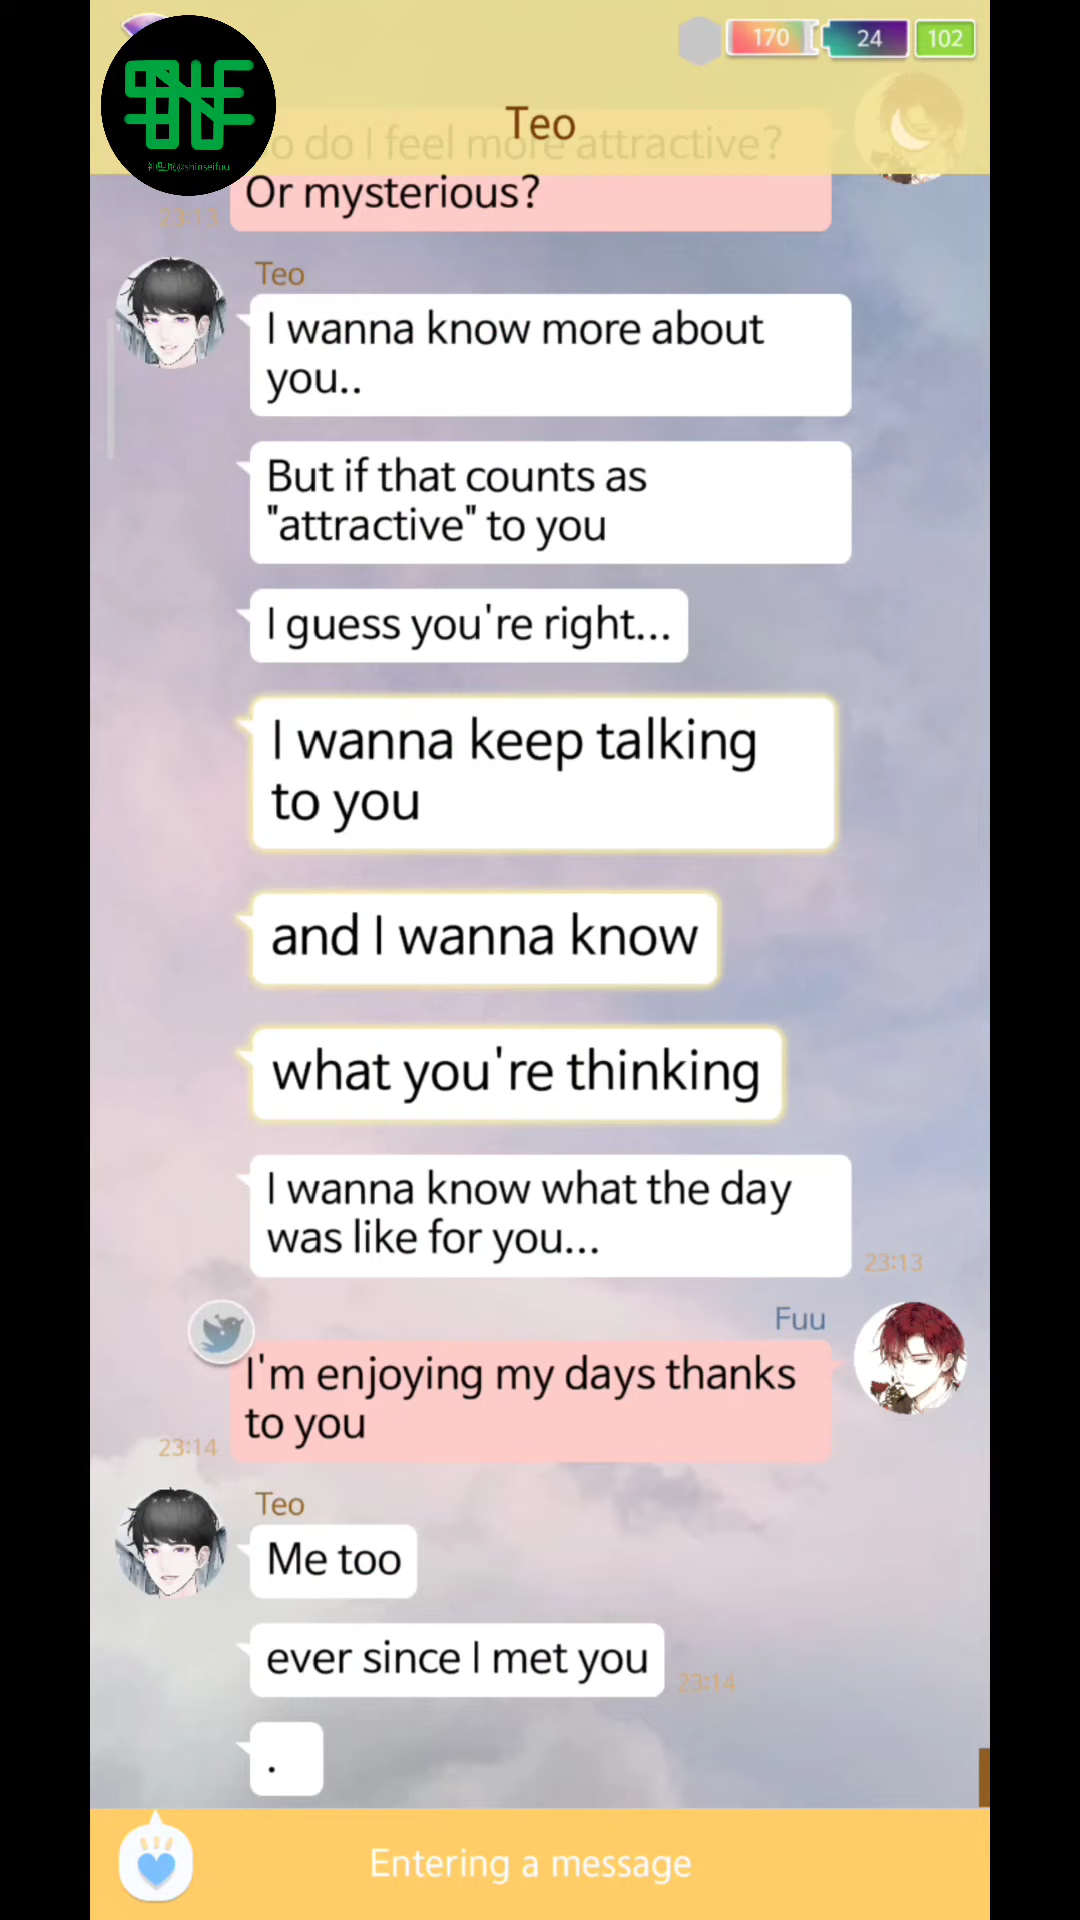 170
24
102
Teo
o do I feel more attractive?
Or mysterious?
23:13
Teo
I wanna know more about
you..
But if that counts as
"attractive" to you
I guess you're right...
I wanna keep talking
to you
and I wanna know
what you're thinking
I wanna know what the day
was like for you...
23:13
Fuu
I'm enjoying my days thanks
to you
23:14
Teo
Me too
ever since I met you
23:14
.
Entering a message